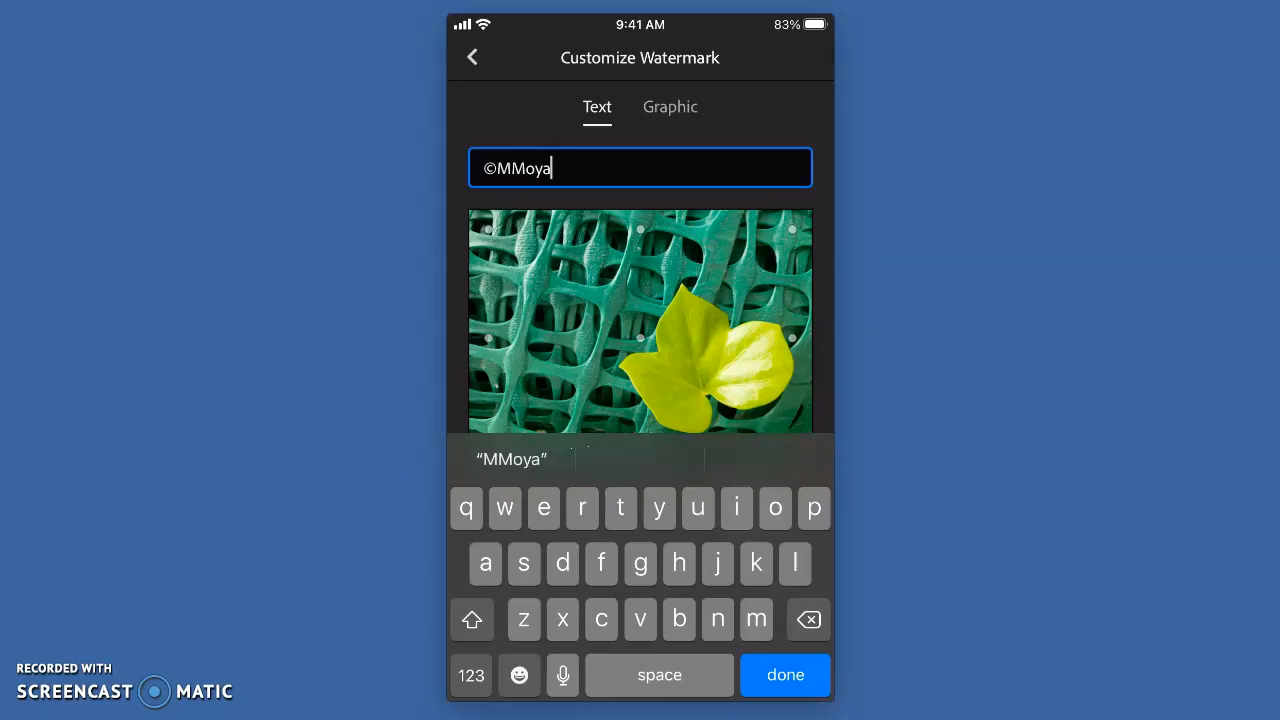 9:41 AM
83%
Customize Watermark
Text Graphic
©MMoya
“MMoya”
q w e r t y u i o p
a s d f g h j k l
z x c v b n m
123 space done
RECORDED WITH
SCREENCAST MATIC